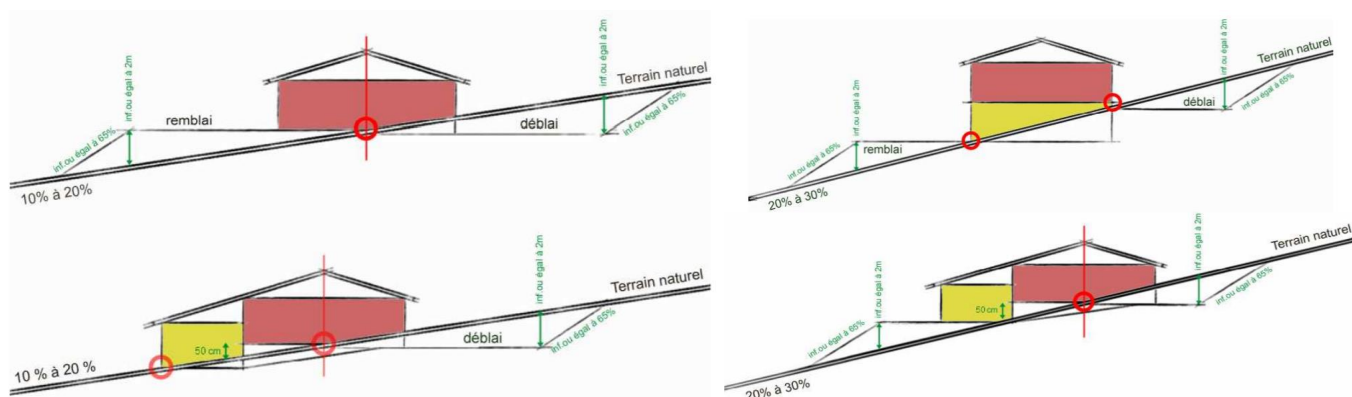 inf.ou égal à 2m
inf.ou égal à 65%
remblai
10% à 20%
Terrain naturel
déblai
inf.ou égal à 2m
inf.ou égal à 65%
inf.ou égal à 2m
inf.ou égal à 65%
remblai
20% à 30%
Terrain naturel
déblai
inf.ou égal à 2m
inf.ou égal à 65%
10 % à 20 %
50 cm
Terrain naturel
déblai
inf.ou égal à 2m
inf.ou égal à 65%
inf.ou égal à 2m
inf.ou égal à 65%
20% à 30%
50 cm
Terrain naturel
inf.ou égal à 2m
inf.ou égal à 65%